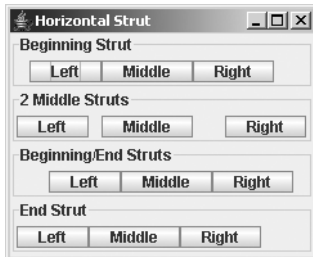 Horizontal Strut
Beginning Strut
Left Middle Right
2 Middle Struts
Left Middle Right
Beginning/End Struts
Left Middle Right
End Strut
Left Middle Right